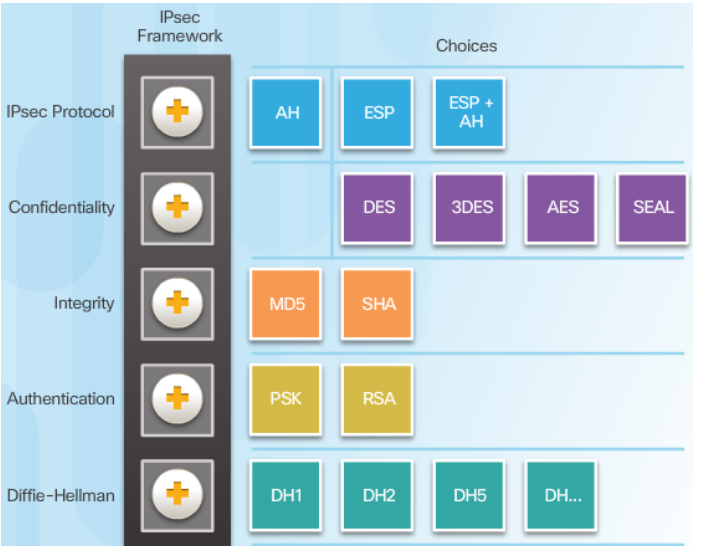 IPsec
Framework
Choices
IPsec Protocol
AH
ESP
ESP +
AH
Confidentiality
DES
3DES
AES
SEAL
Integrity
MD5
SHA
Authentication
PSK
RSA
Diffie-Hellman
DH1
DH2
DH5
DH...